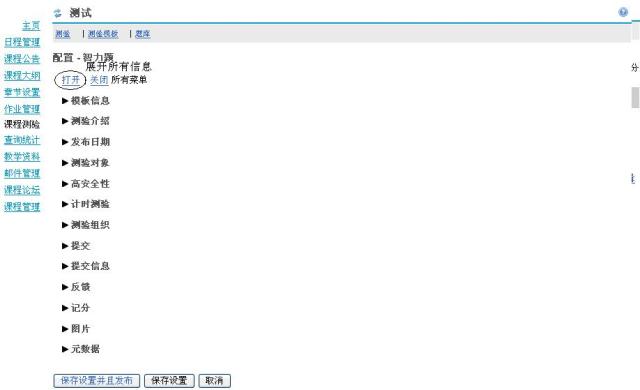 测试
主页
日程管理
课程公告
课程大纲
章节设置
作业管理
课程测验
查询统计
教学资料
邮件管理
课程论坛
课程管理
测验 | 测验模板 | 题库
配置 - 智力题
展开所有信息
打开 关闭 所有菜单
▶模板信息
▶测验介绍
▶发布日期
▶测验对象
▶高安全性
▶计时测验
▶测验组织
▶提交
▶提交信息
▶反馈
▶记分
▶图片
▶元数据
保存设置并且发布 保存设置 取消
分